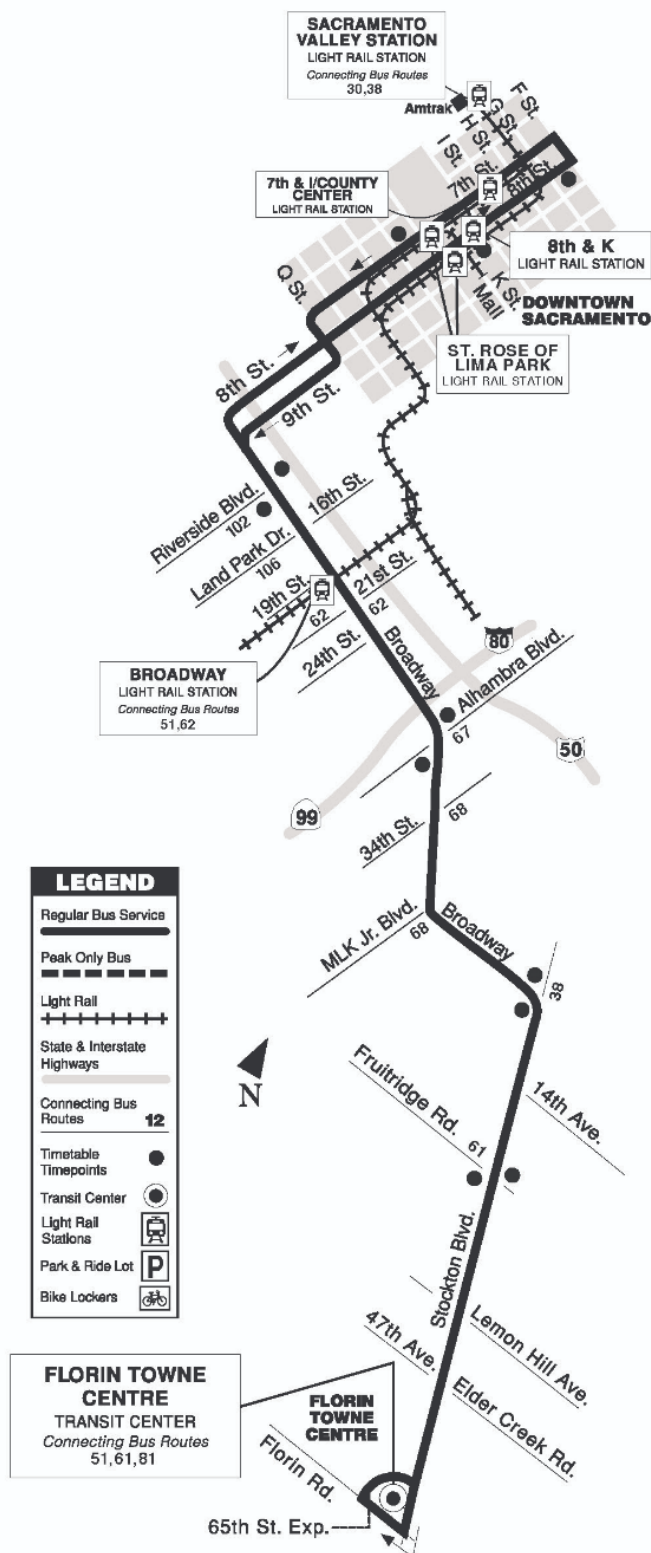 SACRAMENTO
VALLEY STATION
LIGHT RAIL STATION
Connecting Bus Routes
30,38
Amtrak
F St.
G St.
H St.
I St.
7th St.
8th St.
7th & I/COUNTY
CENTER
LIGHT RAIL STATION
8th & K
LIGHT RAIL STATION
Q St.
K St.
Mall
DOWNTOWN
SACRAMENTO
ST. ROSE OF
LIMA PARK
LIGHT RAIL STATION
8th St.
9th St.
Riverside Blvd.
102
16th St.
Land Park Dr.
106
19th St.
62
21st St.
62
24th St.
Broadway
80
BROADWAY
LIGHT RAIL STATION
Connecting Bus Routes
51,62
Alhambra Blvd.
67
50
99
34th St.
68
MLK Jr. Blvd.
68
Broadway
38
LEGEND
Regular Bus Service
Peak Only Bus
Light Rail
State & Interstate
Highways
Connecting Bus
Routes 12
Timetable
Timepoints
Transit Center
Light Rail
Stations
Park & Ride Lot P
Bike Lockers
N
Fruitridge Rd.
61
14th Ave.
Stockton Blvd.
47th Ave.
Lemon Hill Ave.
Elder Creek Rd.
FLORIN TOWNE
CENTRE
TRANSIT CENTER
Connecting Bus Routes
51,61,81
FLORIN
TOWNE
CENTRE
Florin Rd.
65th St. Exp.